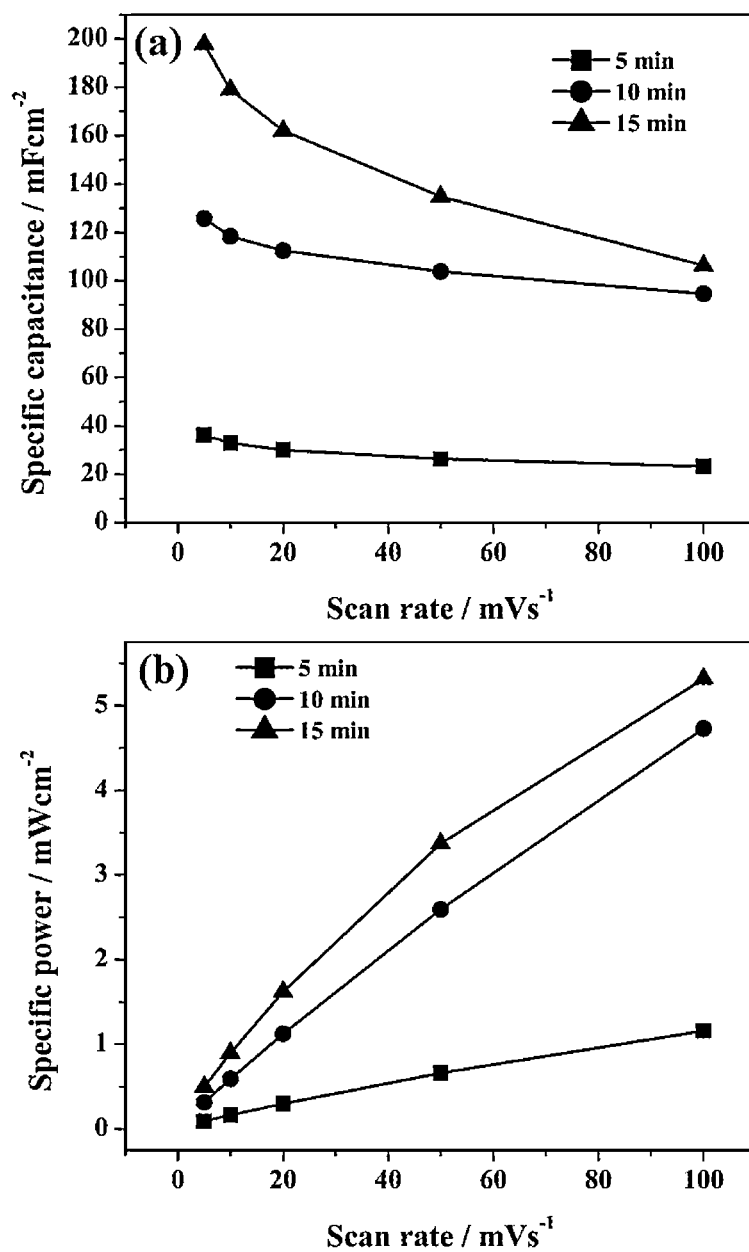 (a)
5 min
10 min
15 min
200
180
160
140
120
100
80
60
40
20
0
Specific capacitance / mFcm⁻²
0 20 40 60 80 100
Scan rate / mVs⁻¹
(b)
5 min
10 min
15 min
5
4
3
2
1
0
Specific power / mWcm⁻²
0 20 40 60 80 100
Scan rate / mVs⁻¹